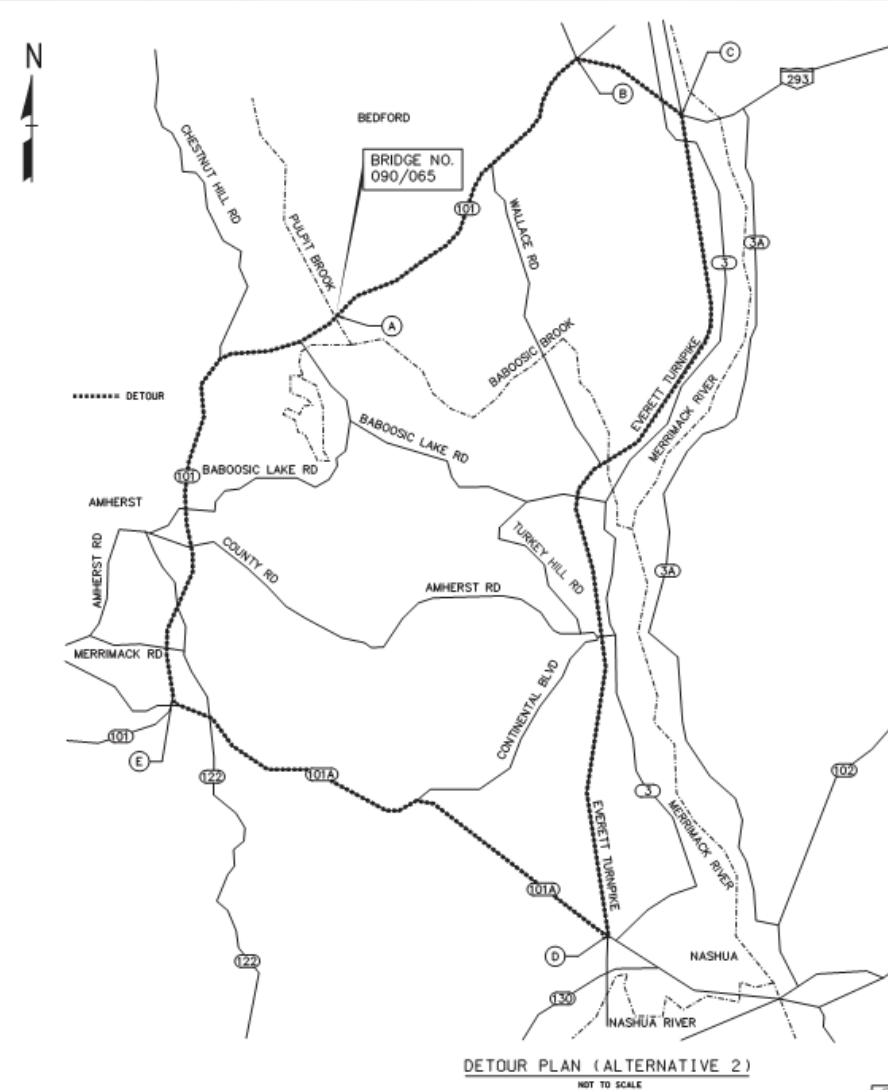 N
C
293
B
BEDFORD
CHESTNUT HILL RD
BRIDGE NO.
090/065
101
WALLACE RD
PULPIT BROOK
3A
3
A
BABOOSIC BROOK
EVERETT TURNPIKE
MERRIMACK RIVER
DETOUR
BABOOSIC LAKE RD
BABOOSIC LAKE RD
101
AMHERST
TURKEY HILL RD
COUNTY RD
AMHERST RD
3A
AMHERST RD
MERRIMACK RD
CONTINENTAL BLVD
101
E
122
101A
102
3
EVERETT TURNPIKE
MERRIMACK RIVER
101A
D
NASHUA
122
130
NASHUA RIVER
DETOUR PLAN (ALTERNATIVE 2)
NOT TO SCALE